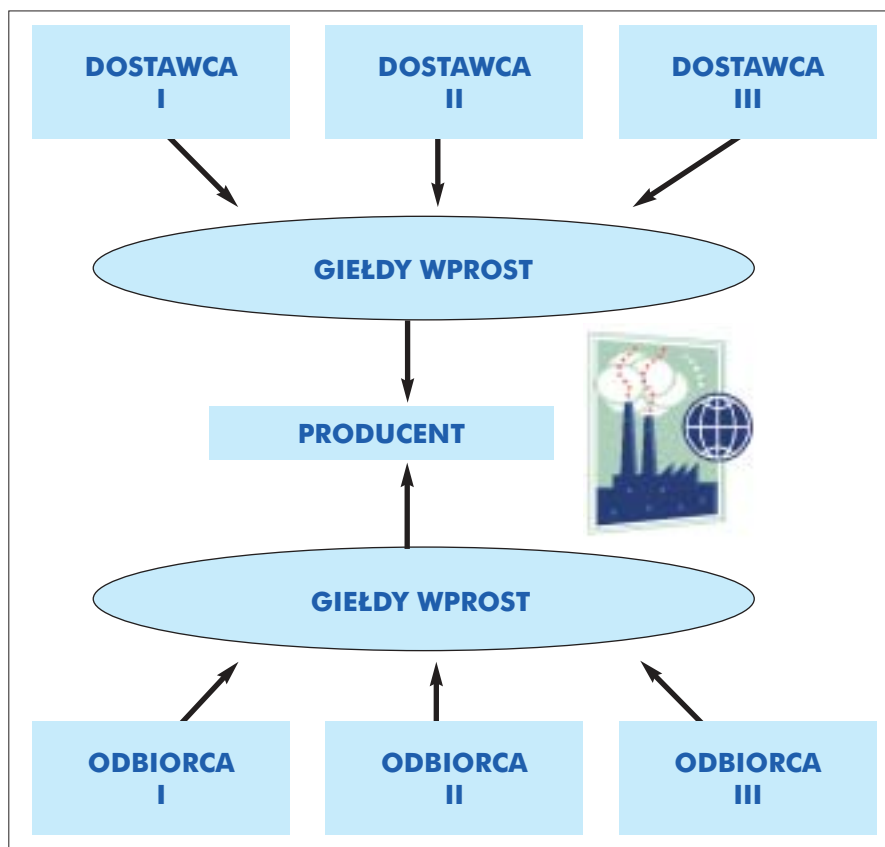 DOSTAWCA
I
DOSTAWCA
II
DOSTAWCA
III
GIEŁDY WPROST
PRODUCENT
GIEŁDY WPROST
ODBIORCA
I
ODBIORCA
II
ODBIORCA
III